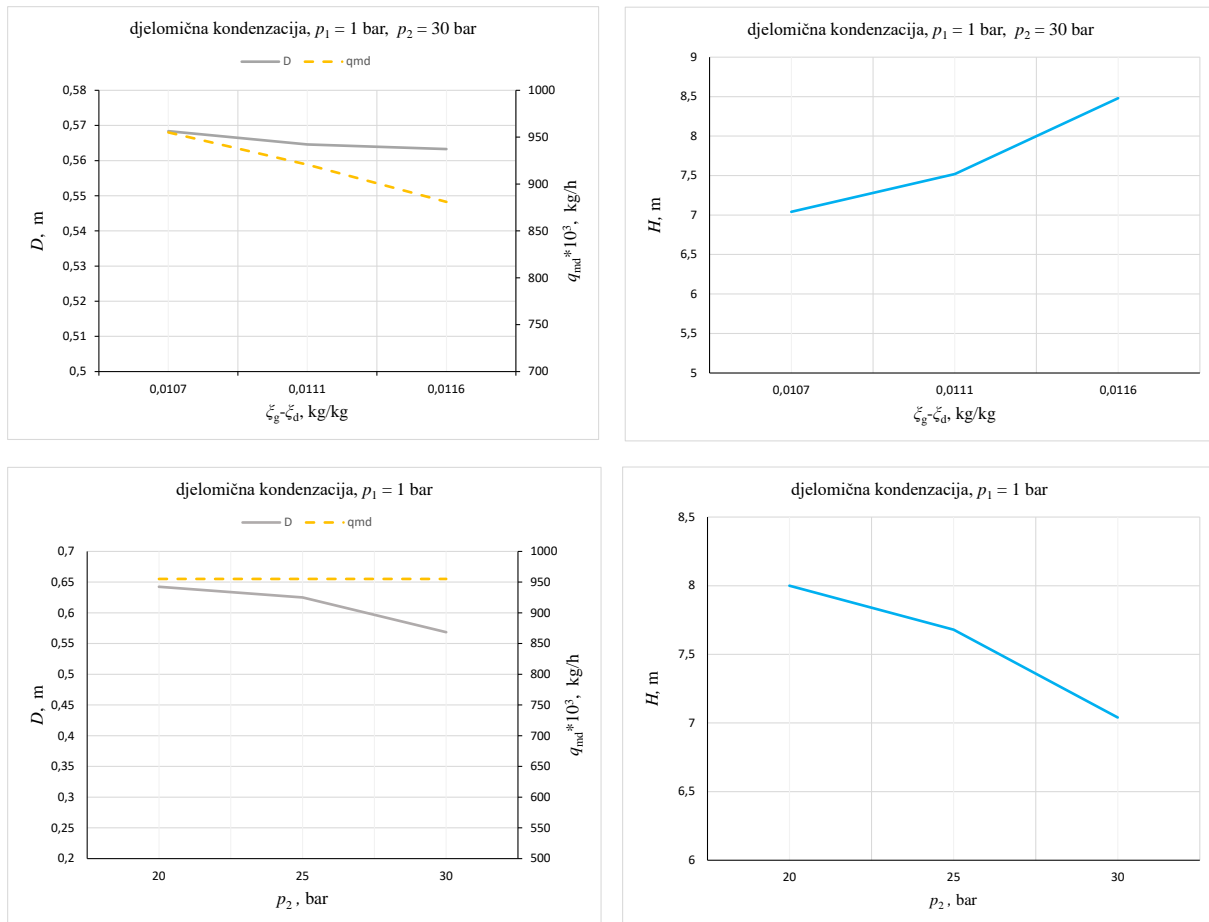 djelomična kondenzacija, p₁ = 1 bar, p₂ = 30 bar
D qmd
0,58
0,57
0,56
0,55
0,54
0,53
0,52
0,51
0,5
D, m
1000
950
900
850
800
750
700
qmd*10³, kg/h
0,0107 0,0111 0,0116
ξg-ξd, kg/kg
djelomična kondenzacija, p₁ = 1 bar, p₂ = 30 bar
9
8,5
8
7,5
7
6,5
6
5,5
5
H, m
0,0107 0,0111 0,0116
ξg-ξd, kg/kg
djelomična kondenzacija, p₁ = 1 bar
D qmd
0,7
0,65
0,6
0,55
0,5
0,45
0,4
0,35
0,3
0,25
0,2
D, m
1000
950
900
850
800
750
700
650
600
550
500
qmd*10³, kg/h
20 25 30
p₂ , bar
djelomična kondenzacija, p₁ = 1 bar
8,5
8
7,5
7
6,5
6
H, m
20 25 30
p₂ , bar